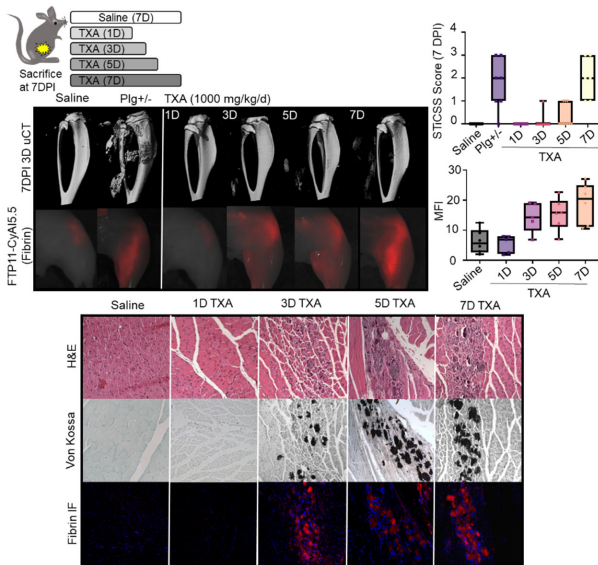 Saline (7D)
TXA (1D)
TXA (3D)
TXA (5D)
TXA (7D)
Sacrifice
at 7DPI
Saline
Plg+/-
TXA (1000 mg/kg/d)
1D
3D
5D
7D
7DPI 3D uCT
FTP11-CyAl5.5
(Fibrin)
STiCSS Score (7 DPI)
4
3
2
1
0
Saline
Plg+/-
1D
3D
5D
7D
TXA
MFI
30
20
10
0
Saline
1D
3D
5D
7D
TXA
Saline
1D TXA
3D TXA
5D TXA
7D TXA
H&E
Von Kossa
Fibrin IF